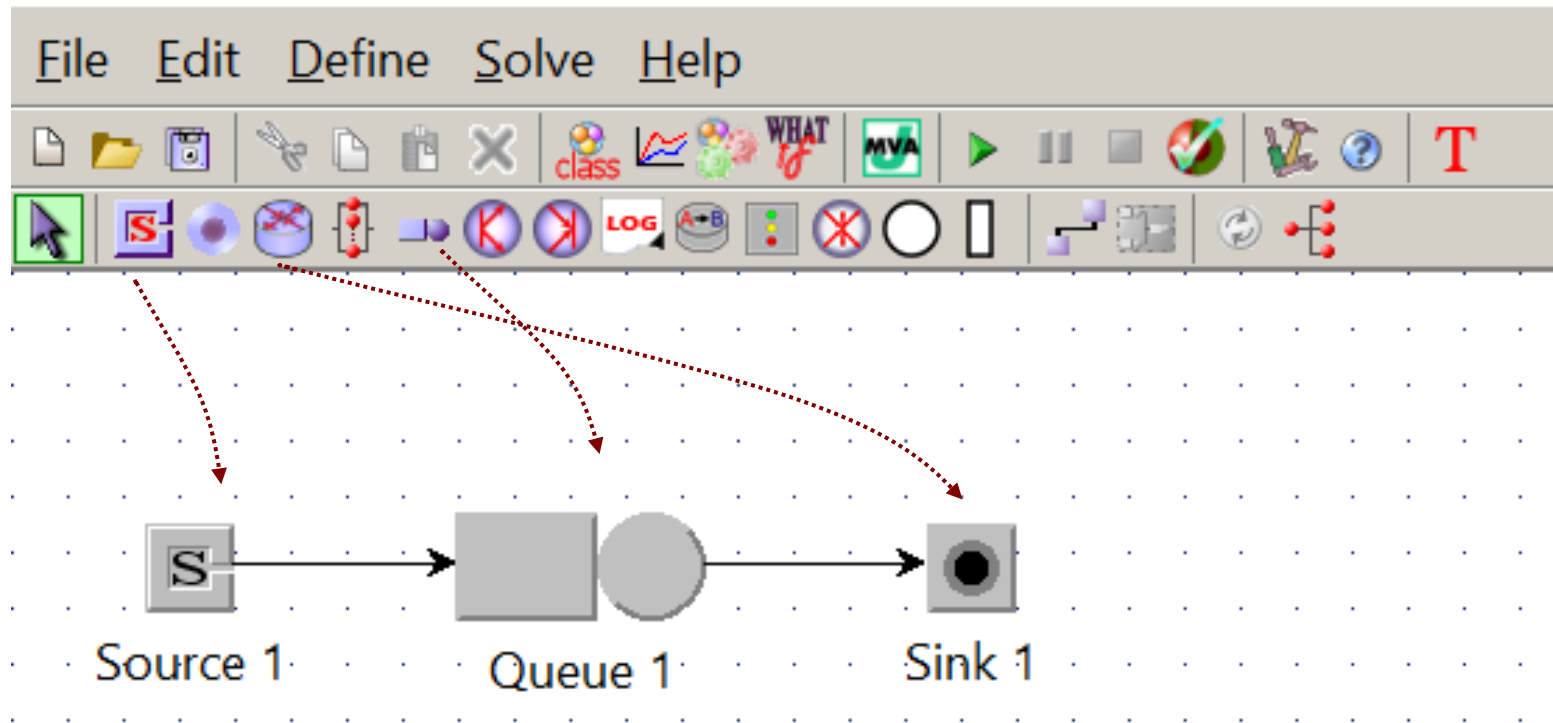 File Edit Define Solve Help
class WHAT if MVA T
S LOG A B
S
Source 1 Queue 1 Sink 1